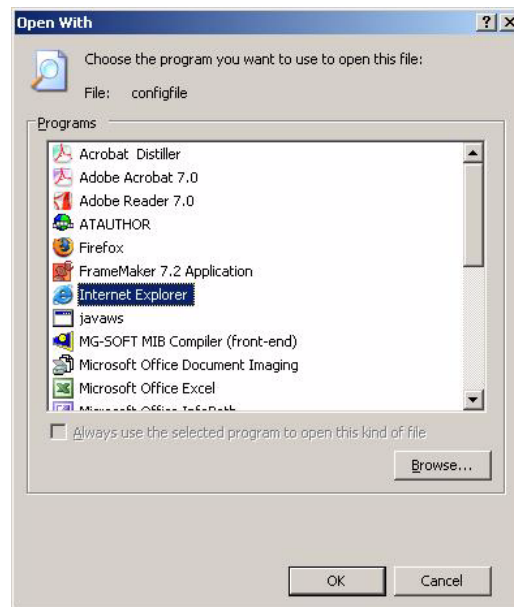 Open With
Choose the program you want to use to open this file:
File: configfile
Programs
Acrobat Distiller
Adobe Acrobat 7.0
Adobe Reader 7.0
ATAUTHOR
Firefox
FrameMaker 7.2 Application
Internet Explorer
javaws
MG-SOFT MIB Compiler (front-end)
Microsoft Office Document Imaging
Microsoft Office Excel
Microsoft Office InfoPath
Always use the selected program to open this kind of file
Browse...
OK Cancel